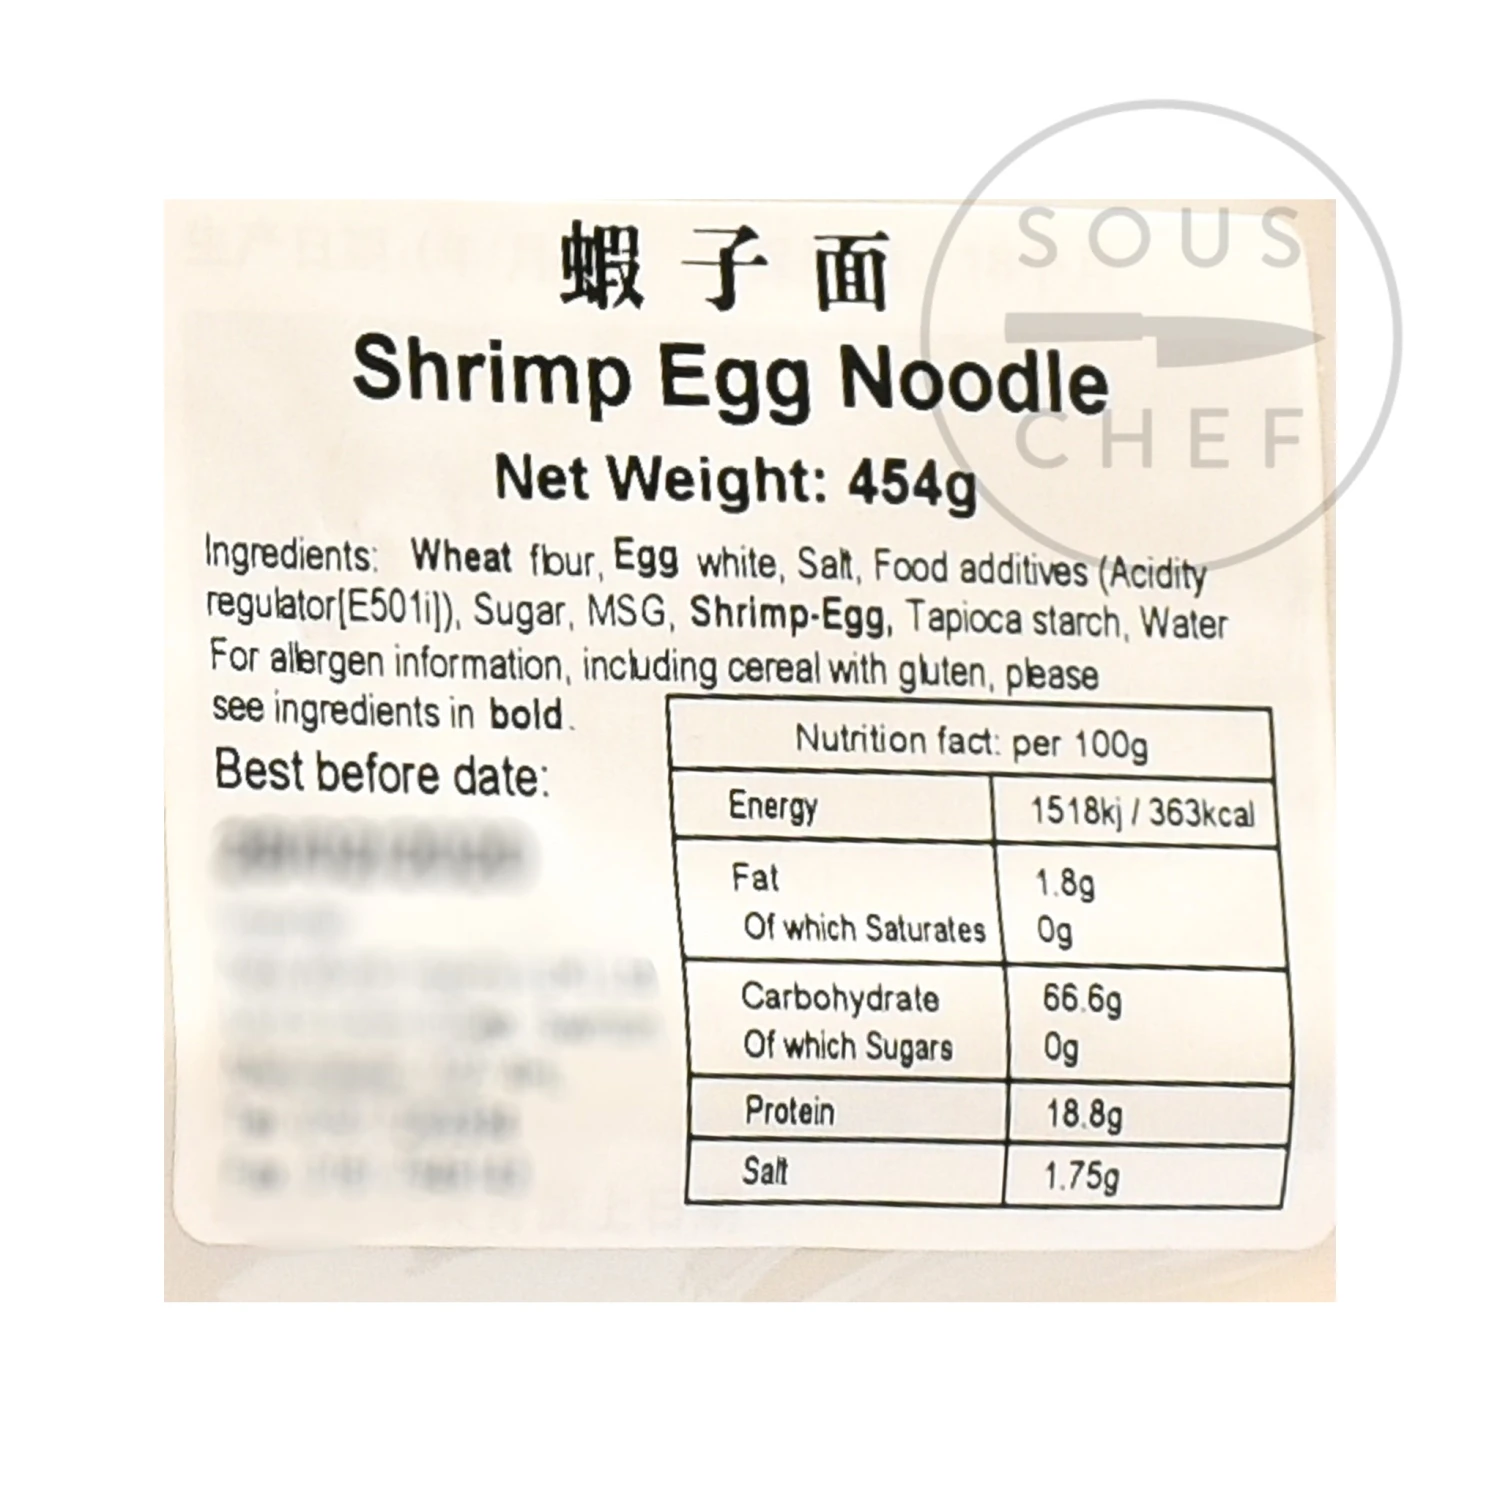 蝦子面
Shrimp Egg Noodle
Net Weight: 454g
Ingredients: Wheat flour, Egg white, Salt, Food additives (Acidity
regulator[E501i]), Sugar, MSG, Shrimp-Egg, Tapioca starch, Water
For allergen information, including cereal with gluten, please
see ingredients in bold.
Best before date:
Nutrition fact: per 100g
Energy 1518kj / 363kcal
Fat 1.8g
Of which Saturates 0g
Carbohydrate 66.6g
Of which Sugars 0g
Protein 18.8g
Salt 1.75g
SOUS
CHEF